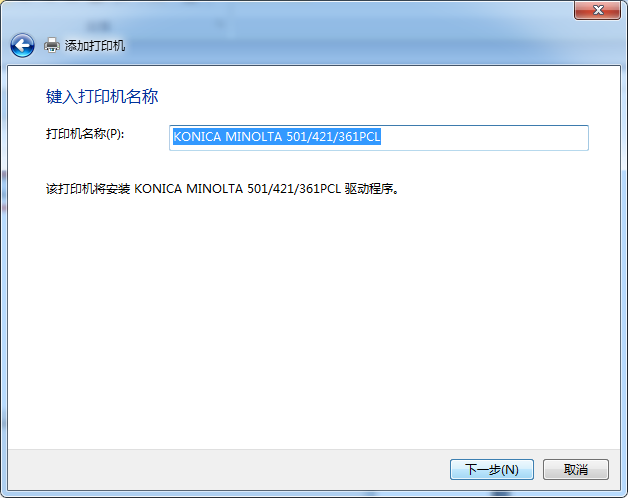 添加打印机
键入打印机名称
打印机名称(P):
KONICA MINOLTA 501/421/361PCL
该打印机将安装 KONICA MINOLTA 501/421/361PCL 驱动程序。
下一步(N)
取消